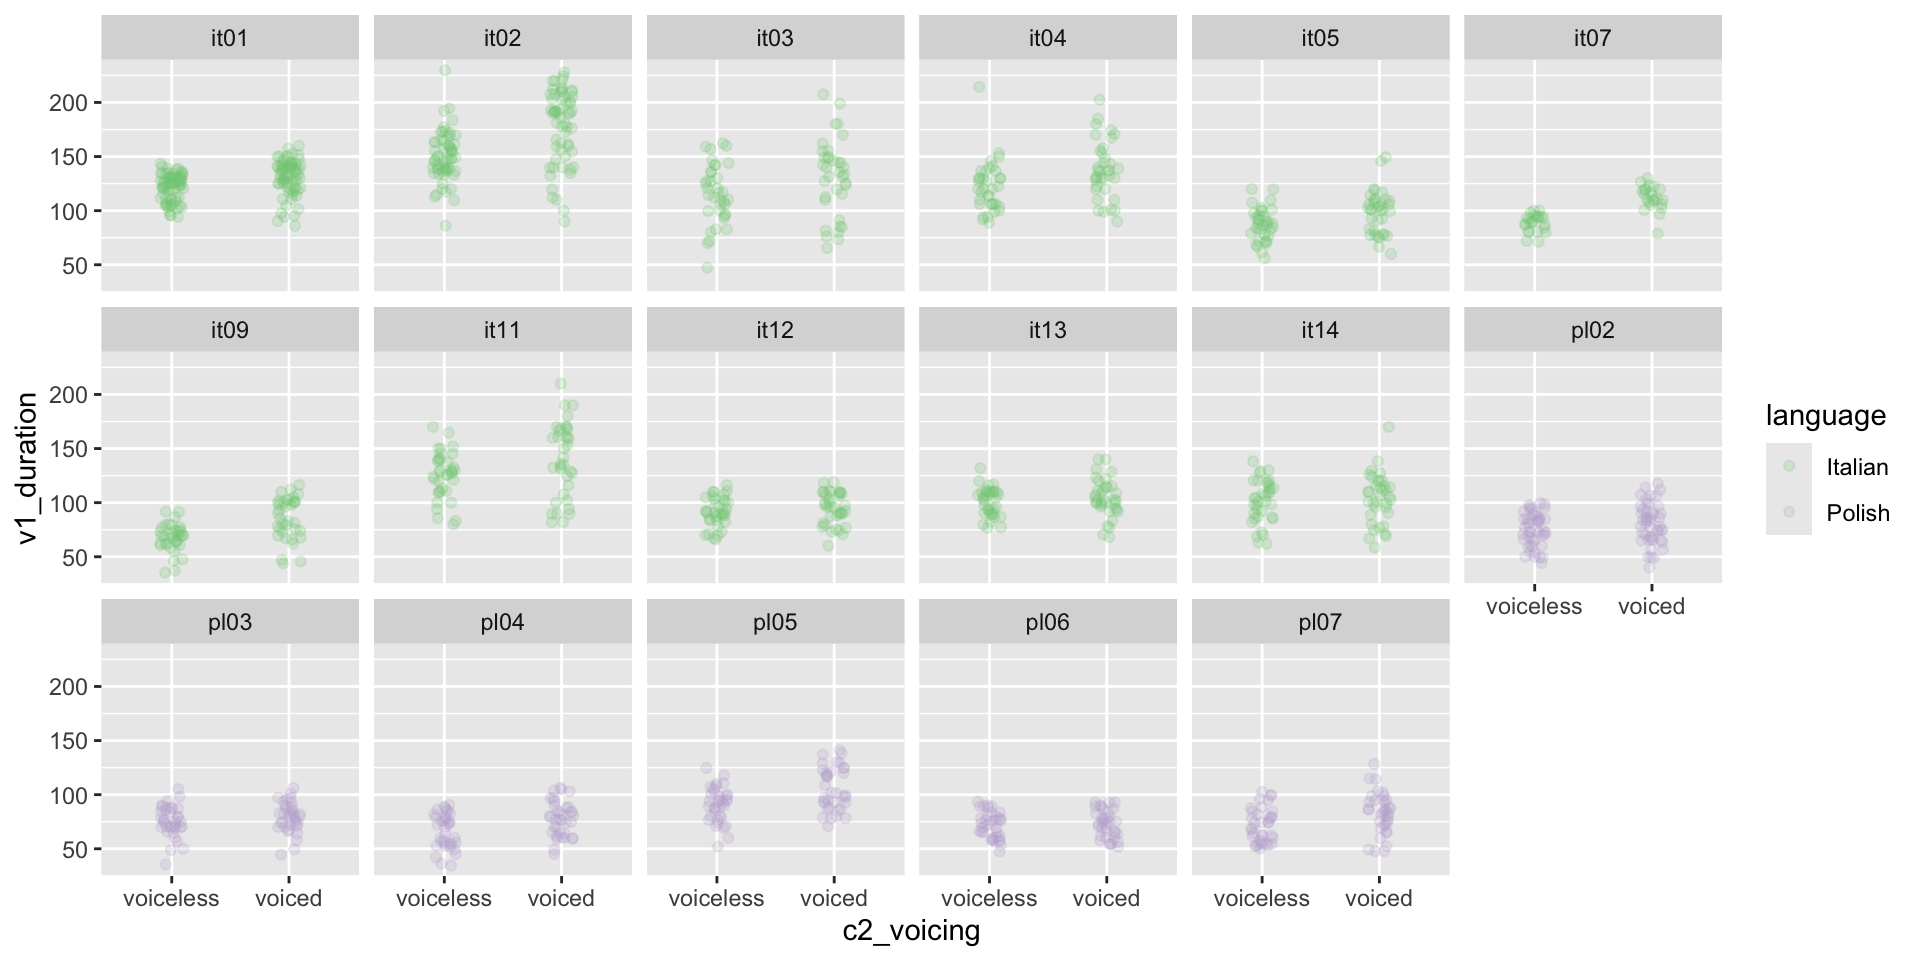 it01 it02 it03 it04 it05 it07
200
150
100
50
it09 it11 it12 it13 it14 pl02
200
150
100
50
voiceless voiced
pl03 pl04 pl05 pl06 pl07
200
150
100
50
voiceless voiced voiceless voiced voiceless voiced voiceless voiced voiceless voiced
c2_voicing
v1_duration
language
Italian
Polish